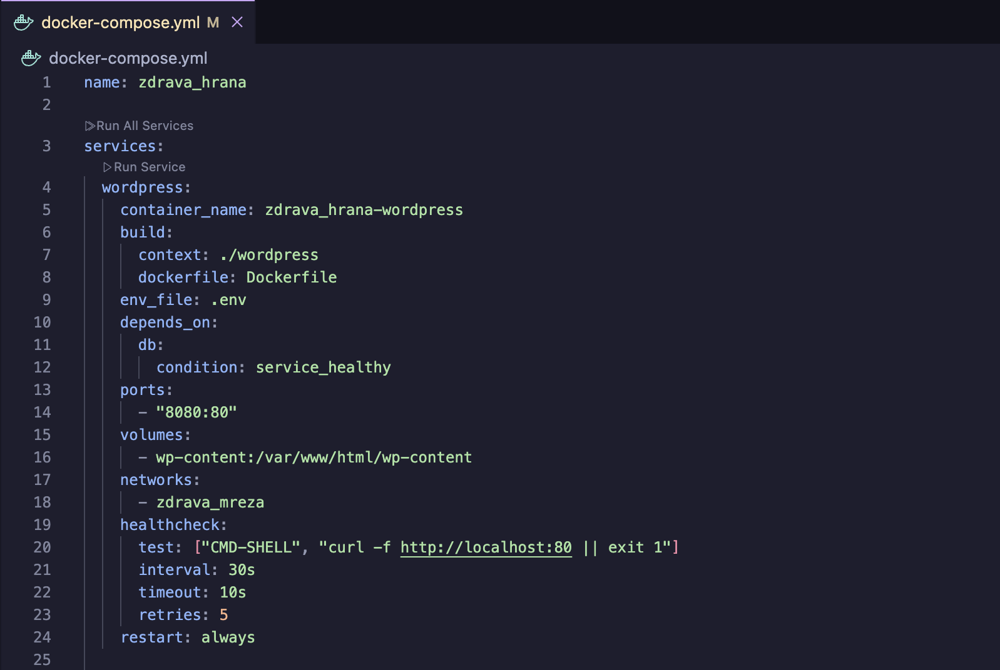 docker-compose.yml M
docker-compose.yml
1 name: zdrava_hrana
2
Run All Services
3 services:
Run Service
4 wordpress:
5 container_name: zdrava_hrana-wordpress
6 build:
7 context: ./wordpress
8 dockerfile: Dockerfile
9 env_file: .env
10 depends_on:
11 db:
12 condition: service_healthy
13 ports:
14 - "8080:80"
15 volumes:
16 - wp-content:/var/www/html/wp-content
17 networks:
18 - zdrava_mreza
19 healthcheck:
20 test: ["CMD-SHELL", "curl -f http://localhost:80 || exit 1"]
21 interval: 30s
22 timeout: 10s
23 retries: 5
24 restart: always
25